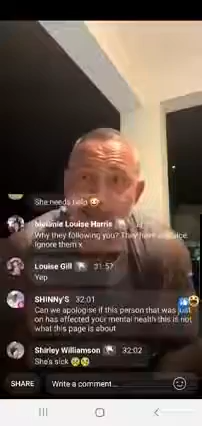 She needs help
Melanie Louise Harris
Why they following you? They have
Ignore them x
Louise Gill 31:57
Yep
SHINNY'S 32:01
Can we apologise if this person that was just
on has affected your mental health this is not
what this page is about
Shirley Williamson 32:02
She's sick
SHARE Write a comment...